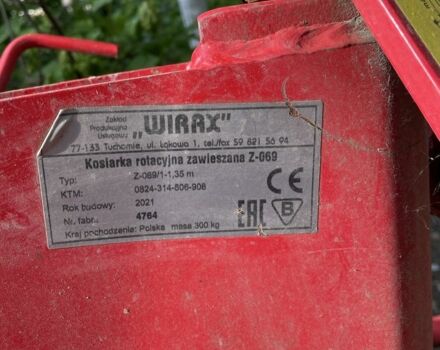 Zakład
Produkcyjno
Usługowy
„WIRAX”
77-133 Tuchomie, ul. Łąkowa 1, tel./fax 59 821 56 94
Kosiarka rotacyjna zawieszana Z-069
Typ: Z-069/1-1,35 m
KTM: 0824-314-506-906
Rok budowy: 2021
Nr. fabr.: 4764
Kraj pochodzenia: Polska masa 300 kg
CE
EAC
B